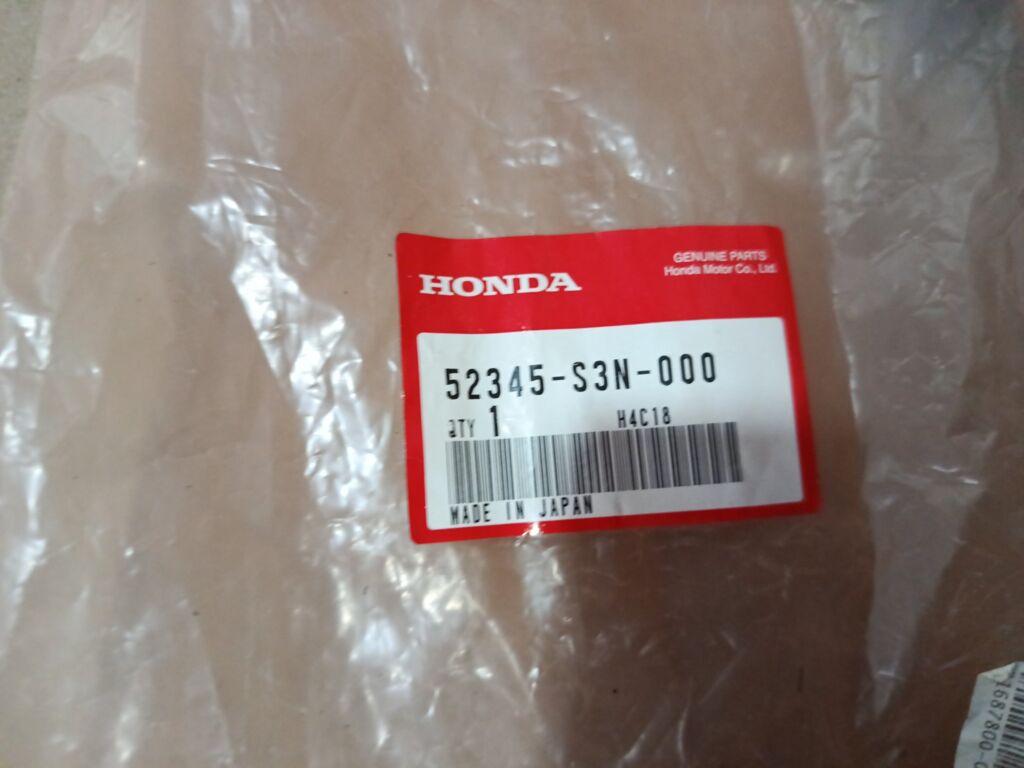 HONDA
GENUINE PARTS
Honda Motor Co., Ltd.
52345-S3N-000
QTY 1 H4C18
MADE IN JAPAN